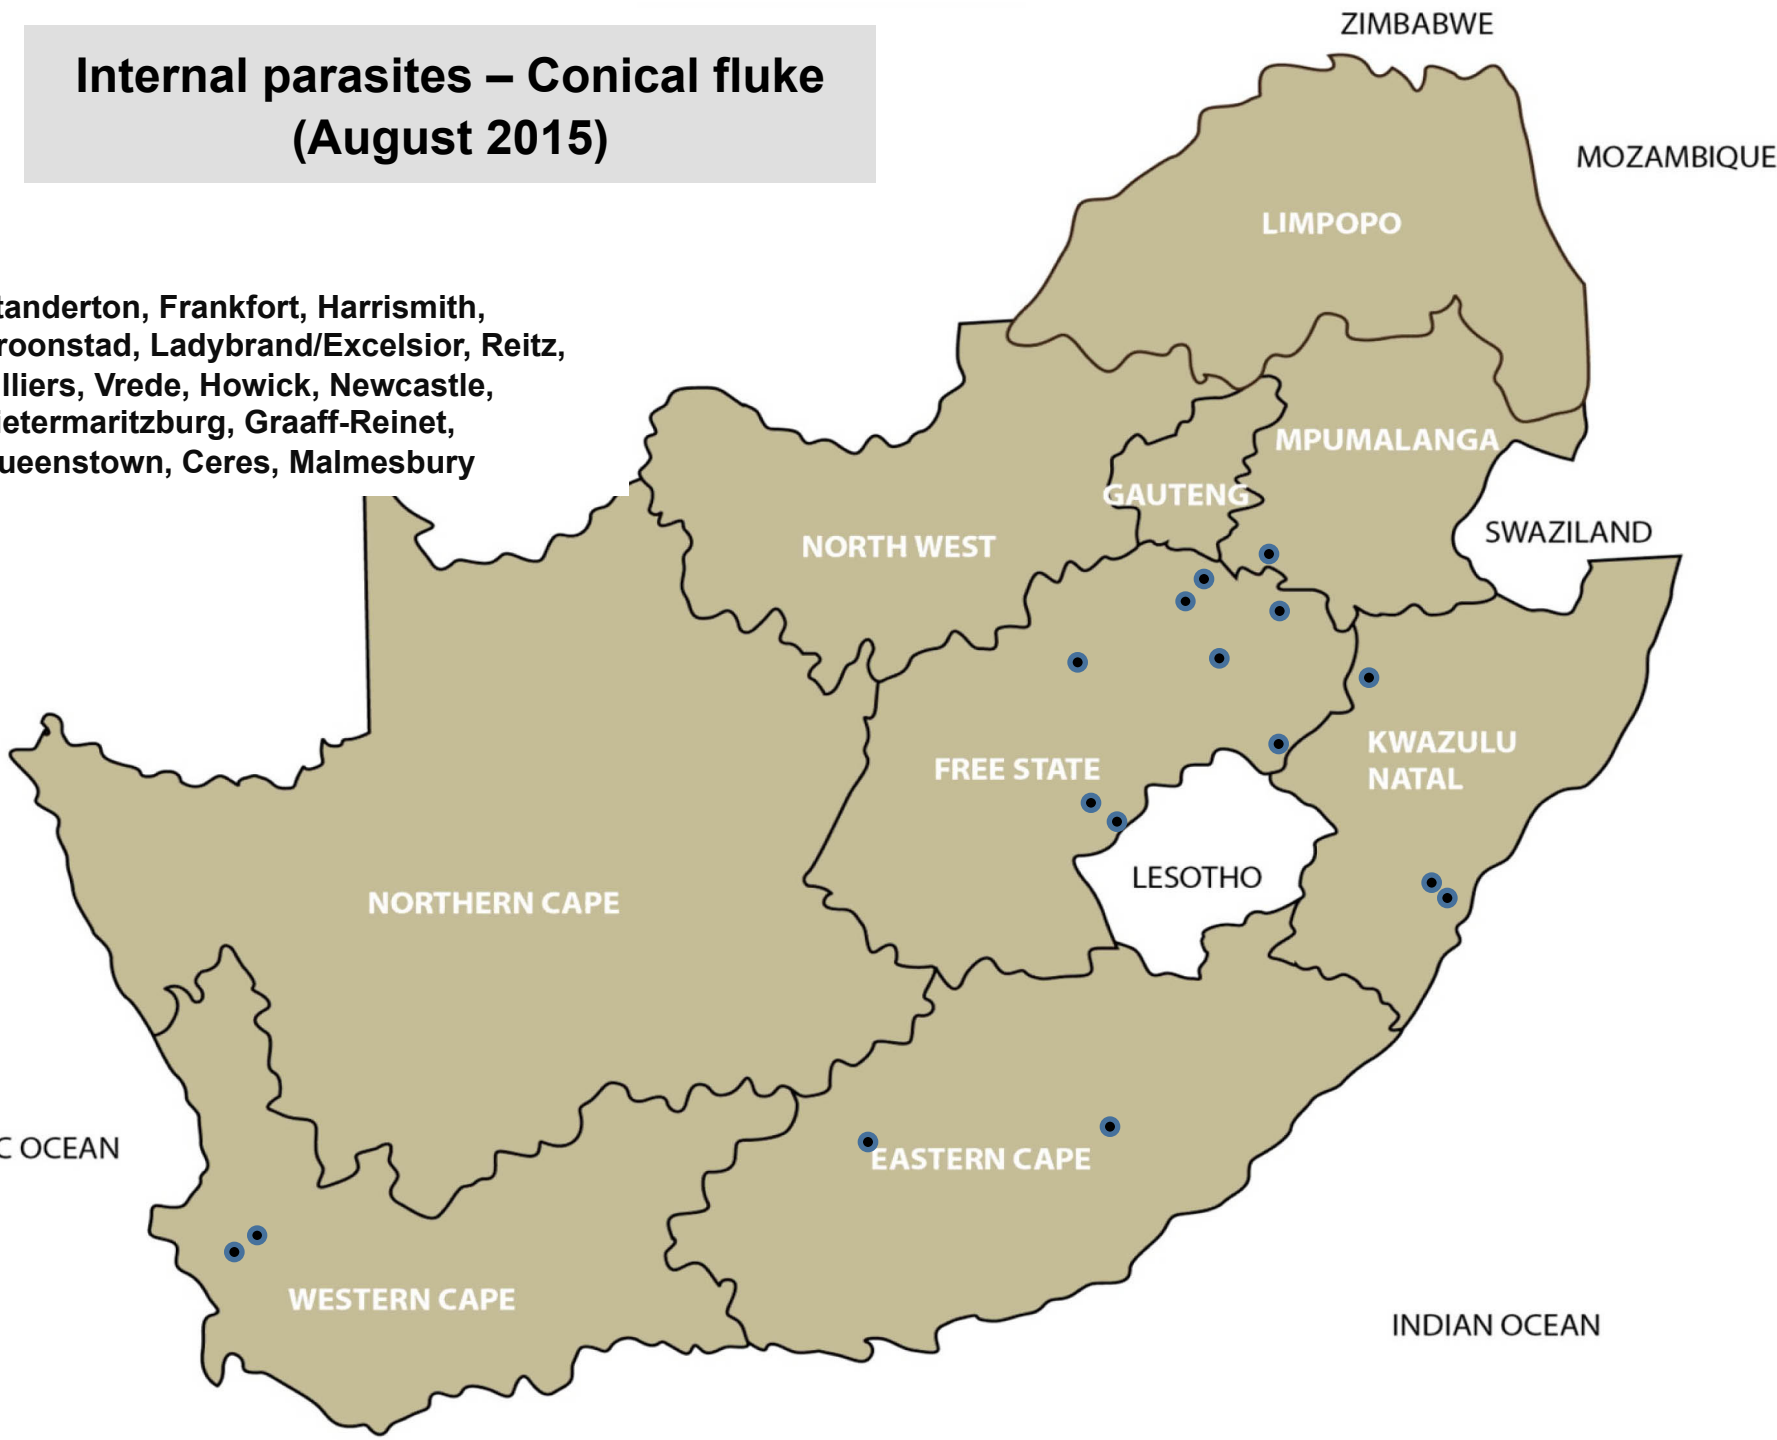 Internal parasites – Conical fluke
(August 2015)
tanderton, Frankfort, Harrismith,
roonstad, Ladybrand/Excelsior, Reitz,
lliers, Vrede, Howick, Newcastle,
ietermaritzburg, Graaff-Reinet,
ueenstown, Ceres, Malmesbury
ZIMBABWE
MOZAMBIQUE
LIMPOPO
MPUMALANGA
GAUTENG
NORTH WEST
SWAZILAND
KWAZULU
NATAL
FREE STATE
LESOTHO
NORTHERN CAPE
C OCEAN
EASTERN CAPE
WESTERN CAPE
INDIAN OCEAN